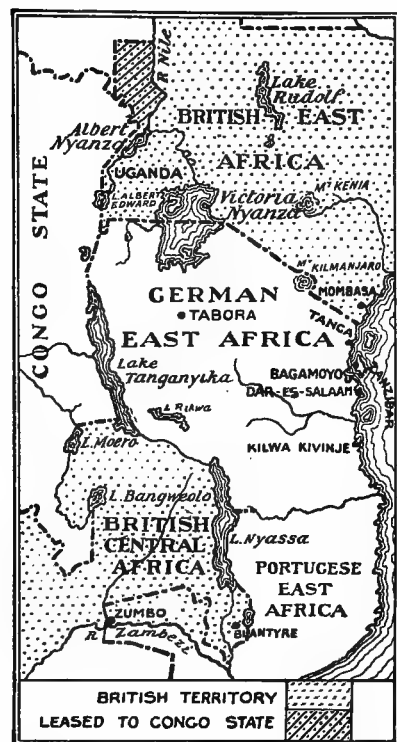 R Nile
Lake
Rudolf
BRITISH EAST
AFRICA
Albert
Nyanza
UGANDA
L. ALBERT
EDWARD
Victoria
Nyanza
Mt KENIA
CONGO STATE
Mt KILMANJARO
MOMBASA
GERMAN
TABORA
EAST AFRICA
TANGA
ZANZIBAR
BAGAMOYO
DAR-ES-SALAAM
Lake
Tanganyika
L Rikwa
KILWA KIVINJE
L. Moero
L. Bangweolo
BRITISH
CENTRAL
AFRICA
L. Nyassa
PORTUGESE
EAST
AFRICA
ZUMBO
R Zambezi
BLANTYRE
BRITISH TERRITORY
LEASED TO CONGO STATE